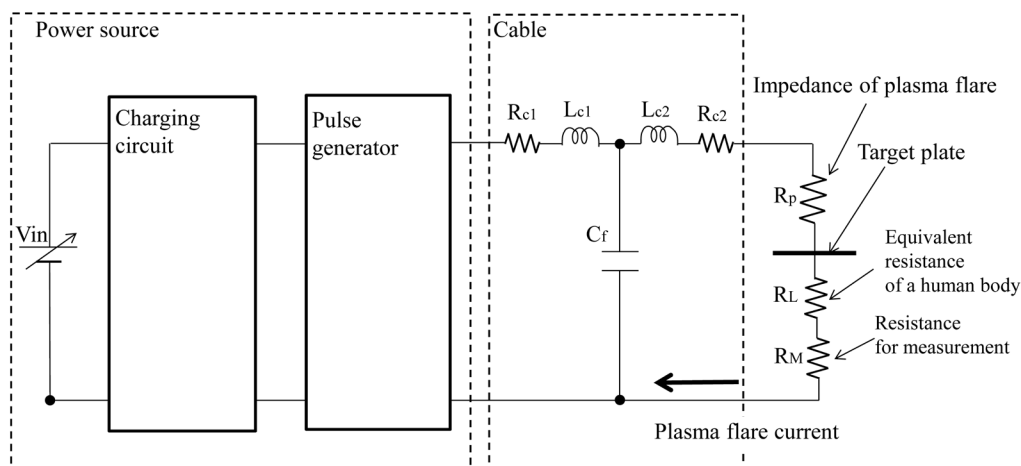 Power source
Cable
Impedance of plasma flare
Charging
circuit
Pulse
generator
Rc1
Lc1
Lc2
Rc2
Target plate
Rp
Vin
Cf
Equivalent
resistance
of a human body
RL
Resistance
for measurement
RM
Plasma flare current